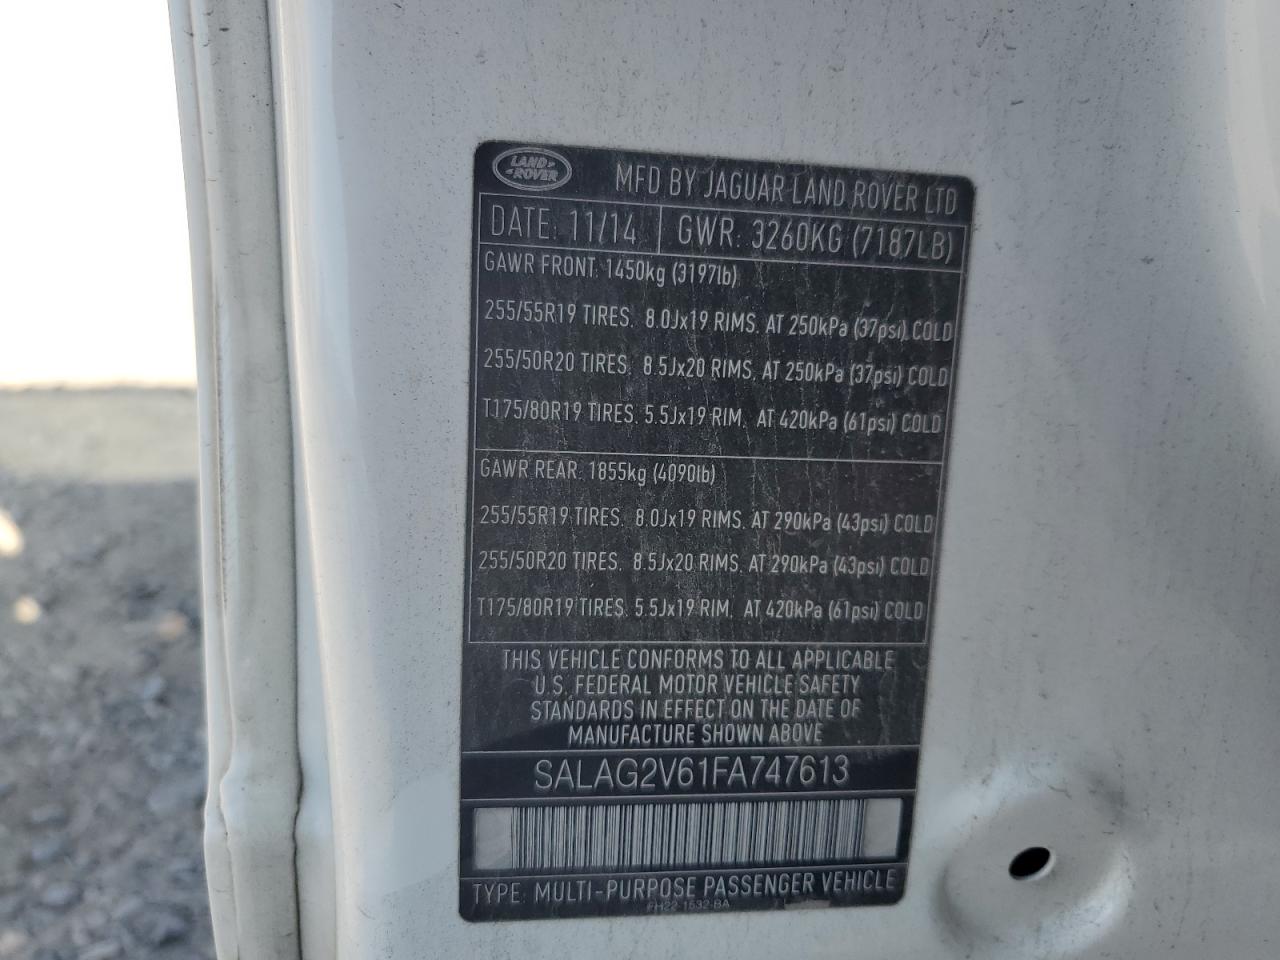 LAND-
-ROVER
MFD BY JAGUAR LAND ROVER LTD
DATE: 11/14 GWR: 3260KG (7187LB)
GAWR FRONT: 1450kg (3197lb)
255/55R19 TIRES, 8.0Jx19 RIMS, AT 250kPa (37psi) COLD
255/50R20 TIRES, 8.5Jx20 RIMS, AT 250kPa (37psi) COLD
T175/80R19 TIRES, 5.5Jx19 RIM, AT 420kPa (61psi) COLD
GAWR REAR: 1855kg (4090lb)
255/55R19 TIRES, 8.0Jx19 RIMS, AT 290kPa (43psi) COLD
255/50R20 TIRES, 8.5Jx20 RIMS, AT 290kPa (43psi) COLD
T175/80R19 TIRES, 5.5Jx19 RIM, AT 420kPa (61psi) COLD
THIS VEHICLE CONFORMS TO ALL APPLICABLE
U.S. FEDERAL MOTOR VEHICLE SAFETY
STANDARDS IN EFFECT ON THE DATE OF
MANUFACTURE SHOWN ABOVE
SALAG2V61FA747613
TYPE: MULTI-PURPOSE PASSENGER VEHICLE
FH22-1532-BA